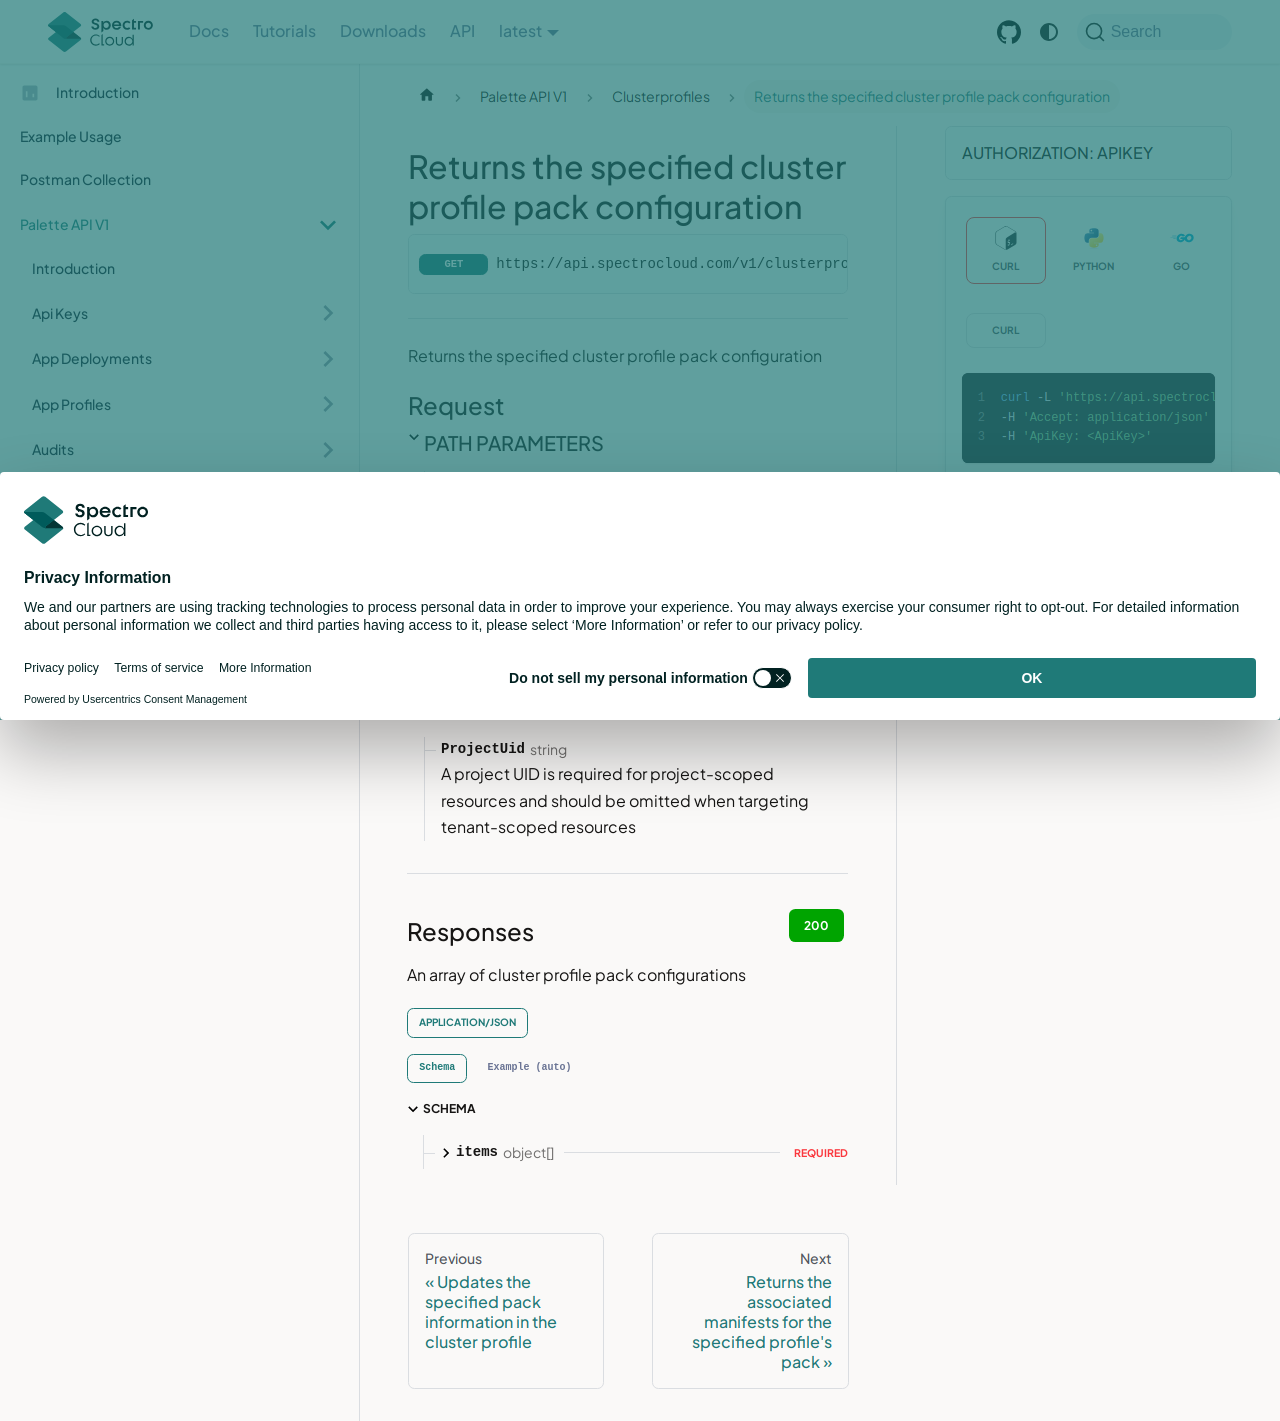 Spectro Cloud
Docs
Tutorials
Downloads
API
latest
Search
Introduction
Example Usage
Postman Collection
Palette API V1
Introduction
Api Keys
App Deployments
App Profiles
Audits
Palette API V1
Clusterprofiles
Returns the specified cluster profile pack configuration
Returns the specified cluster
profile pack configuration
GET
https://api.spectrocloud.com/v1/clusterpro
Returns the specified cluster profile pack configuration
Request
PATH PARAMETERS
AUTHORIZATION: APIKEY
CURL
PYTHON
GO
CURL
1 curl -L 'https://api.spectrocl
2 -H 'Accept: application/json'
3 -H 'ApiKey: <ApiKey>'
Spectro
Cloud
Privacy Information
We and our partners are using tracking technologies to process personal data in order to improve your experience. You may always exercise your consumer right to opt-out. For detailed information
about personal information we collect and third parties having access to it, please select ‘More Information’ or refer to our privacy policy.
Privacy policy
Terms of service
More Information
Powered by Usercentrics Consent Management
Do not sell my personal information
OK
ProjectUid string
A project UID is required for project-scoped
resources and should be omitted when targeting
tenant-scoped resources
Responses
200
An array of cluster profile pack configurations
APPLICATION/JSON
Schema
Example (auto)
SCHEMA
items object[]
REQUIRED
Previous
« Updates the
specified pack
information in the
cluster profile
Next
Returns the
associated
manifests for the
specified profile's
pack »